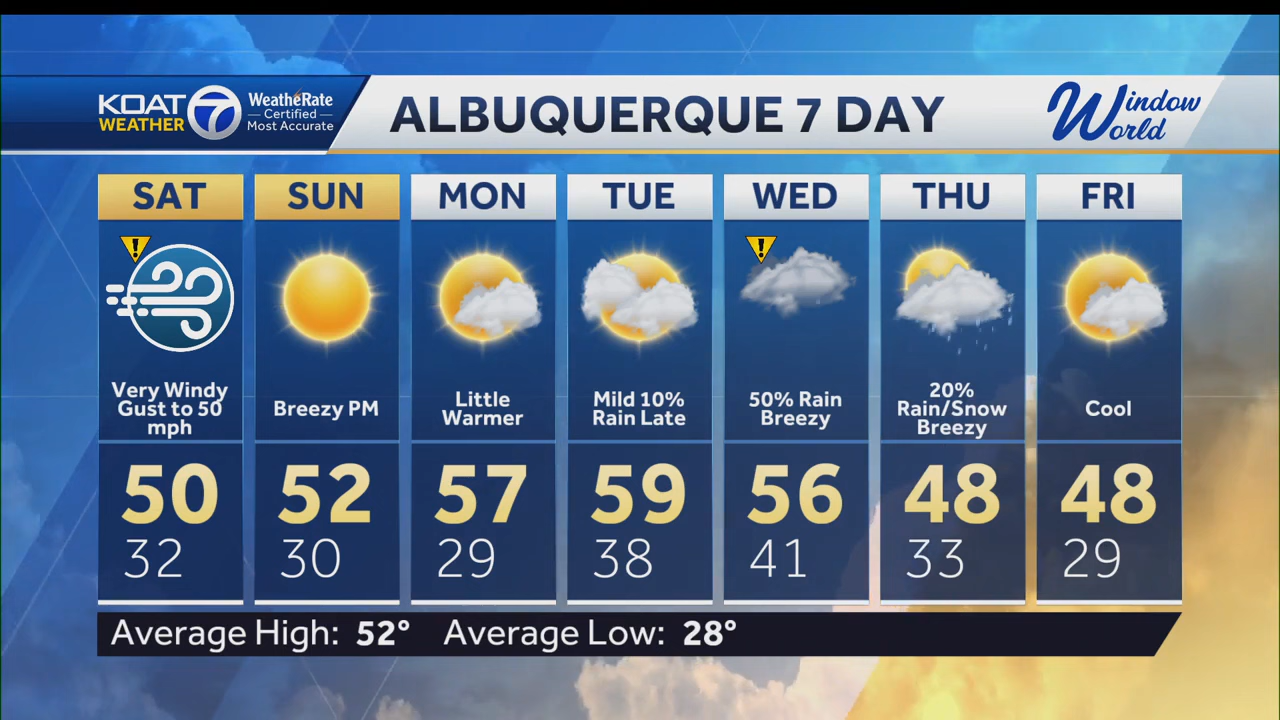 KOAT
WEATHER
7
WeatheRate
Certified
Most Accurate
ALBUQUERQUE 7 DAY
Window
World
SAT
!
Very Windy
Gust to 50
mph
50
32
SUN
Breezy PM
52
30
MON
Little
Warmer
57
29
TUE
Mild 10%
Rain Late
59
38
WED
!
50% Rain
Breezy
56
41
THU
20%
Rain/Snow
Breezy
48
33
FRI
Cool
48
29
Average High: 52° Average Low: 28°